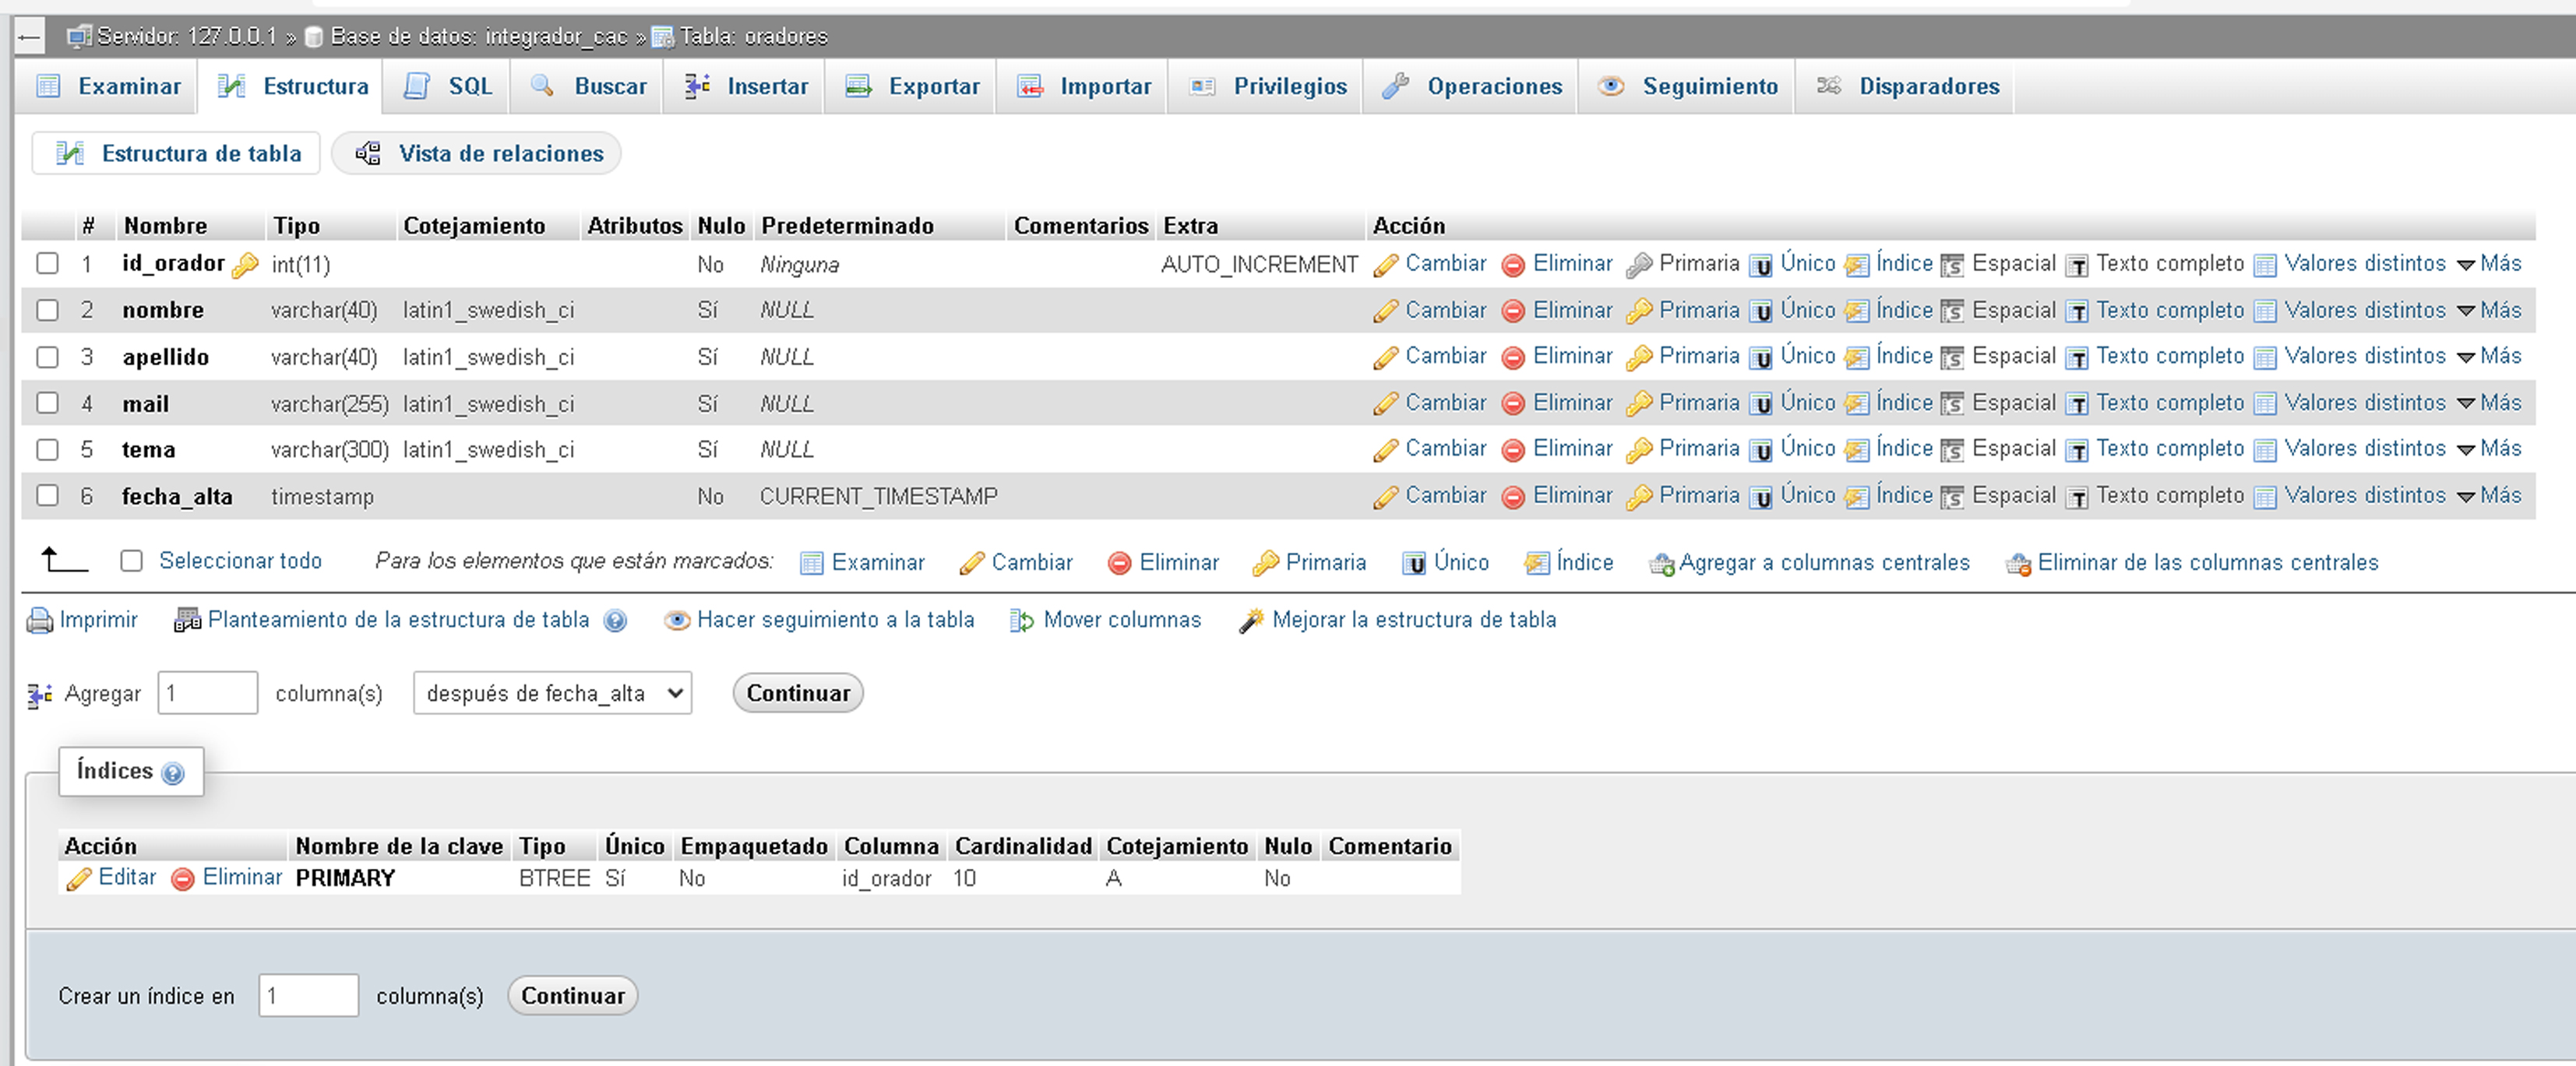 Servidor: 127.0.0.1 » Base de datos: integrador_cac » Tabla: oradores
Examinar Estructura SQL Buscar Insertar Exportar Importar Privilegios Operaciones Seguimiento Disparadores
Estructura de tabla Vista de relaciones
# Nombre Tipo Cotejamiento Atributos Nulo Predeterminado Comentarios Extra Acción
1 id_orador int(11) No Ninguna AUTO_INCREMENT Cambiar Eliminar Primaria Único Índice Espacial Texto completo Valores distintos Más
2 nombre varchar(40) latin1_swedish_ci Sí NULL Cambiar Eliminar Primaria Único Índice Espacial Texto completo Valores distintos Más
3 apellido varchar(40) latin1_swedish_ci Sí NULL Cambiar Eliminar Primaria Único Índice Espacial Texto completo Valores distintos Más
4 mail varchar(255) latin1_swedish_ci Sí NULL Cambiar Eliminar Primaria Único Índice Espacial Texto completo Valores distintos Más
5 tema varchar(300) latin1_swedish_ci Sí NULL Cambiar Eliminar Primaria Único Índice Espacial Texto completo Valores distintos Más
6 fecha_alta timestamp No CURRENT_TIMESTAMP Cambiar Eliminar Primaria Único Índice Espacial Texto completo Valores distintos Más
Seleccionar todo Para los elementos que están marcados: Examinar Cambiar Eliminar Primaria Único Índice Agregar a columnas centrales Eliminar de las columnas centrales
Imprimir Planteamiento de la estructura de tabla Hacer seguimiento a la tabla Mover columnas Mejorar la estructura de tabla
Agregar 1 columna(s) después de fecha_alta Continuar
Índices
Acción Nombre de la clave Tipo Único Empaquetado Columna Cardinalidad Cotejamiento Nulo Comentario
Editar Eliminar PRIMARY BTREE Sí No id_orador 10 A No
Crear un índice en 1 columna(s) Continuar